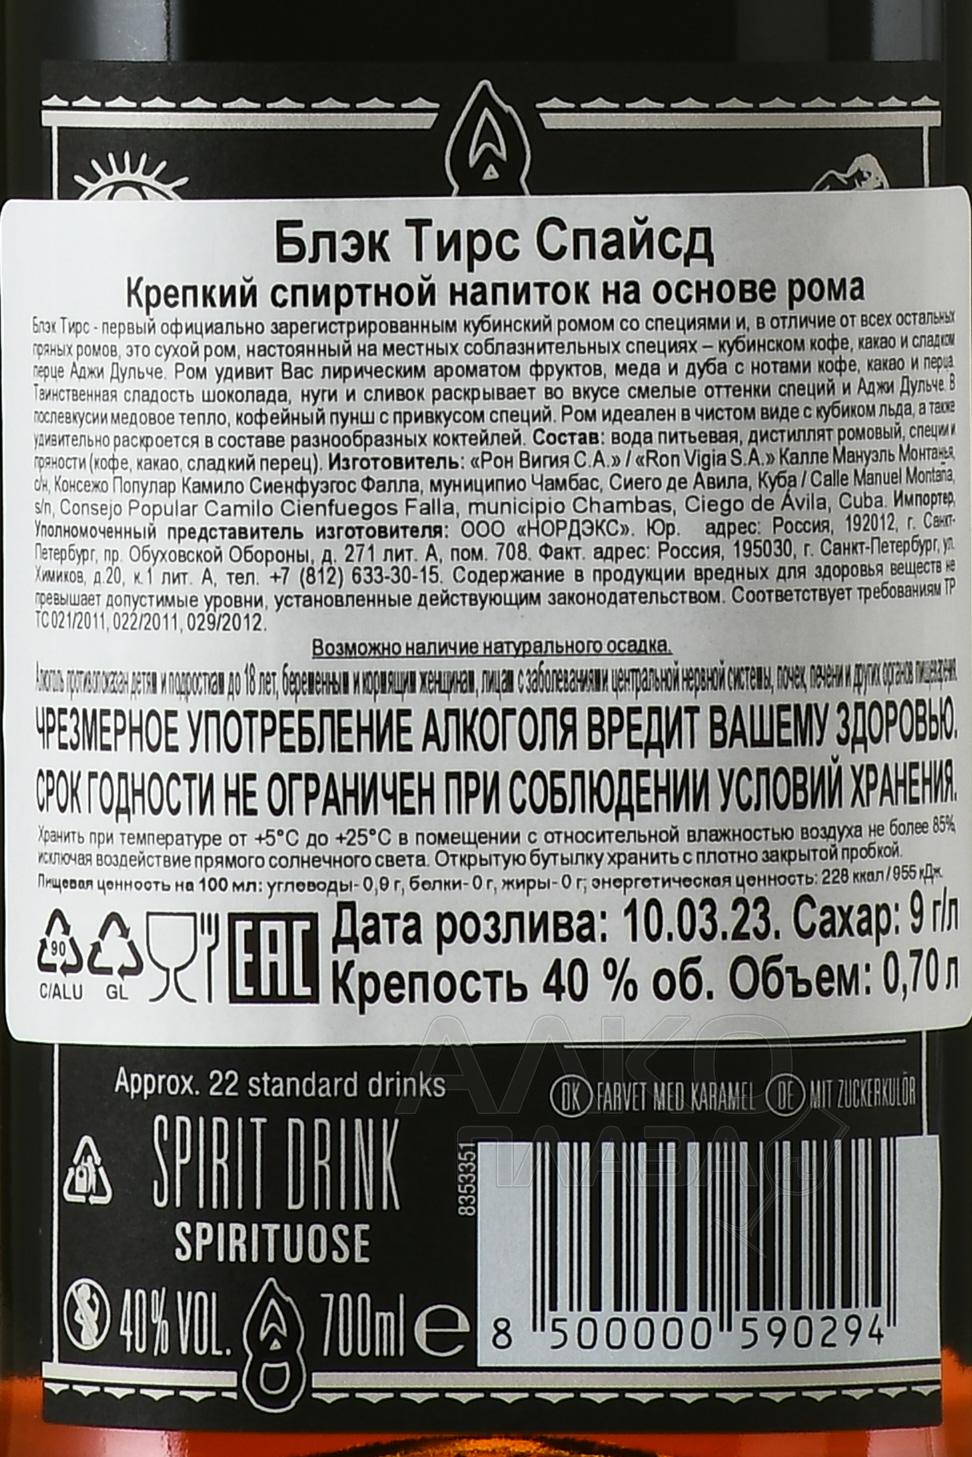 Блэк Тирс Спайсд
Крепкий спиртной напиток на основе рома
Блэк Тирс - первый официально зарегистрированным кубинский ромом со специями и, в отличие от всех остальных
пряных ромов, это сухой ром, настоянный на местных соблазнительных специях – кубинском кофе, какао и сладком
перце Аджи Дульче. Ром удивит Вас лирическим ароматом фруктов, меда и дуба с нотами кофе, какао и перца.
Таинственная сладость шоколада, нуги и сливок раскрывает во вкусе смелые оттенки специй и Аджи Дульче. В
послевкусии медовое тепло, кофейный пунш с привкусом специй. Ром идеален в чистом виде с кубиком льда, а также
удивительно раскроется в составе разнообразных коктейлей. Состав: вода питьевая, дистиллят ромовый, специи и
пряности (кофе, какао, сладкий перец). Изготовитель: «Рон Вигия С.А.» / «Ron Vigia S.A.» Калле Мануэль Монтанья,
с/н, Консежо Популар Камило Сиенфуэгос Фалла, муниципио Чамбас, Сиего де Авила, Куба / Calle Manuel Montaña,
s/n, Consejo Popular Camilo Cienfuegos Falla, municipio Chambas, Ciego de Ávila, Cuba. Импортер,
Уполномоченный представитель изготовителя: ООО «НОРДЭКС». Юр. адрес: Россия, 192012, г. Санкт-
Петербург, пр. Обуховской Обороны, д. 271 лит. А, пом. 708. Факт. адрес: Россия, 195030, г. Санкт-Петербург, ул.
Химиков, д.20, к.1 лит. А, тел. +7 (812) 633-30-15. Содержание в продукции вредных для здоровья веществ не
превышает допустимые уровни, установленные действующим законодательством. Соответствует требованиям ТР
ТС 021/2011, 022/2011, 029/2012.
Возможно наличие натурального осадка.
Алкоголь противопоказан детям и подросткам до 18 лет, беременным и кормящим женщинам, лицам с заболеваниями центральной нервной системы, почек, печени и других органов пищеварения.
ЧРЕЗМЕРНОЕ УПОТРЕБЛЕНИЕ АЛКОГОЛЯ ВРЕДИТ ВАШЕМУ ЗДОРОВЬЮ.
СРОК ГОДНОСТИ НЕ ОГРАНИЧЕН ПРИ СОБЛЮДЕНИИ УСЛОВИЙ ХРАНЕНИЯ.
Хранить при температуре от +5°С до +25°С в помещении с относительной влажностью воздуха не более 85%,
исключая воздействие прямого солнечного света. Открытую бутылку хранить с плотно закрытой пробкой.
Пищевая ценность на 100 мл: углеводы- 0,9 г, белки- 0 г, жиры- 0 г; энергетическая ценность: 228 ккал / 955 кДж.
90
C/ALU GL
EAC
Дата розлива: 10.03.23. Сахар: 9 г/л
Крепость 40 % об. Объем: 0,70 л
АЛКО
ПЛАЗА
Approx. 22 standard drinks
DK FARVET MED KARAMEL DE MIT ZUCKERKULÖR
SPIRIT DRINK
SPIRITUOSE
8353351
40% VOL. 700ml e
8 500000 590294